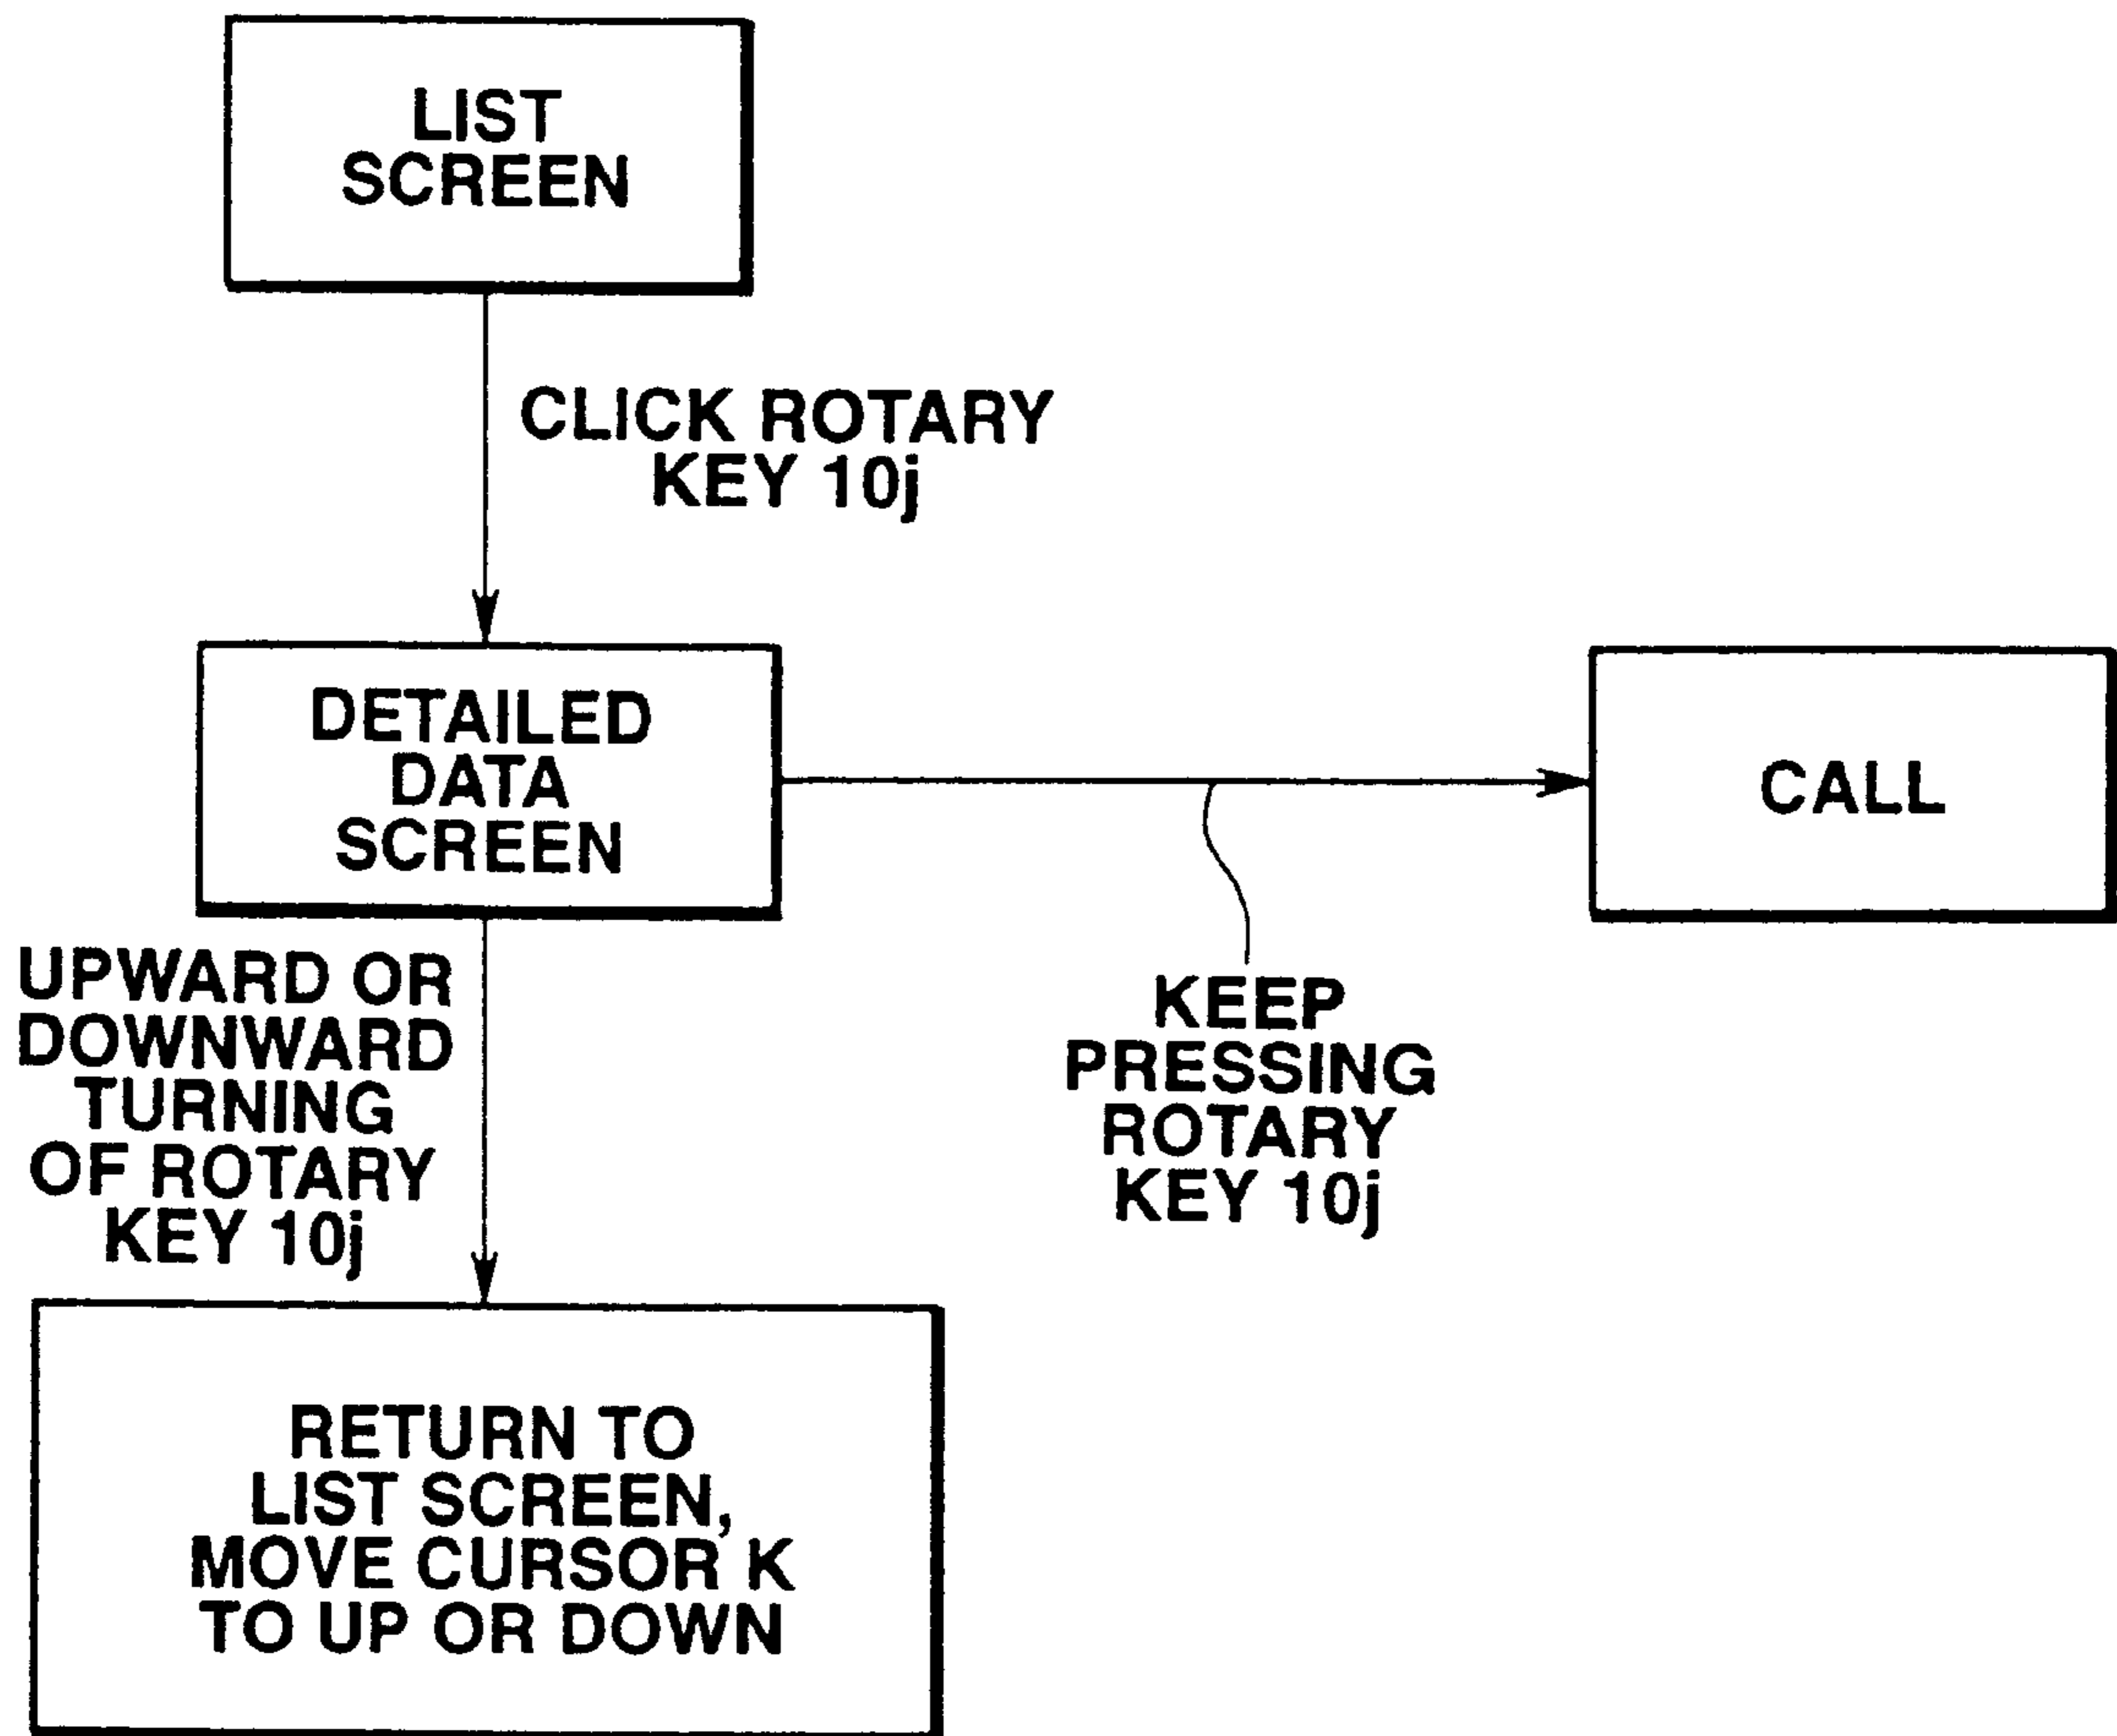 LIST
SCREEN
CLICK ROTARY
KEY 10j
DETAILED
DATA
SCREEN
CALL
UPWARD OR
DOWNWARD
TURNING
OF ROTARY
KEY 10j
KEEP
PRESSING
ROTARY
KEY 10j
RETURN TO
LIST SCREEN,
MOVE CURSOR K
TO UP OR DOWN